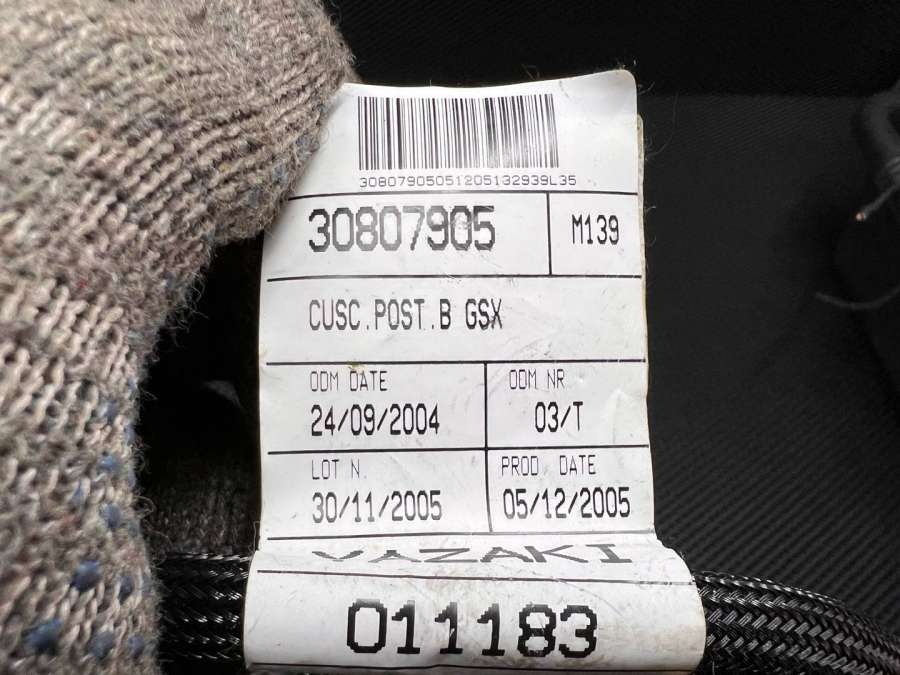 30807905051205132939L35
30807905
M139
CUSC.POST.B GSX
ODM DATE
ODM NR
24/09/2004
03/T
LOT N.
PROD. DATE
30/11/2005
05/12/2005
YAZAKI
011183